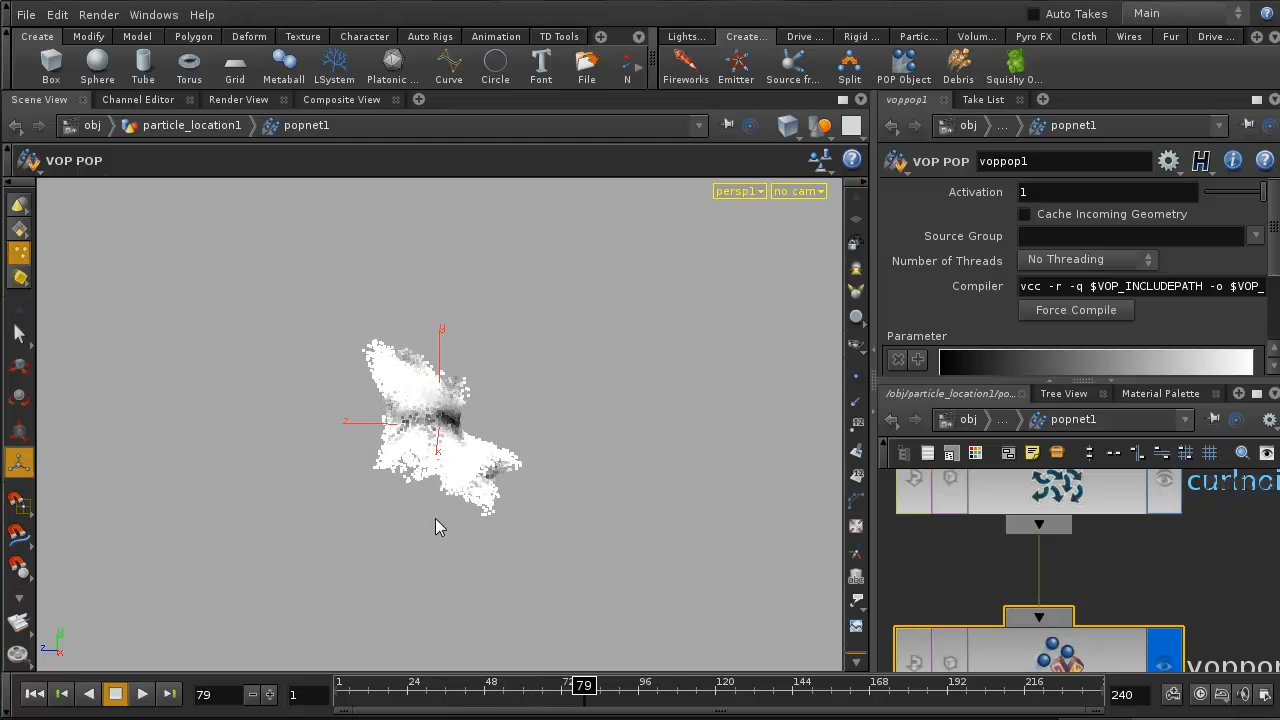 File Edit Render Windows Help
Auto Takes Main
Create Modify Model Polygon Deform Texture Character Auto Rigs Animation TD Tools
Lights... Create... Drive ... Partic... Rigid ... Volum... Pyro FX Cloth Wires Fur Drive ...
Box Sphere Tube Torus Grid Metaball LSystem Platonic ... Curve Circle Font File N
Fireworks Emitter Source fr... Split POP Object Debris Squishy O...
Scene View Channel Editor Render View Composite View
voppop1 Take List
obj particle_location1 popnet1
obj ... popnet1
VOP POP
VOP POP voppop1
persp1 no cam
Activation 1
Cache Incoming Geometry
Source Group
Number of Threads No Threading
Compiler vcc -r -q $VOP_INCLUDEPATH -o $VOP_
Force Compile
Parameter
y
z
x
/obj/particle_location1/po... Tree View Material Palette
obj ... popnet1
y
z
x
79 1
1 24 48 72 79 96 120 144 168 192 216
240